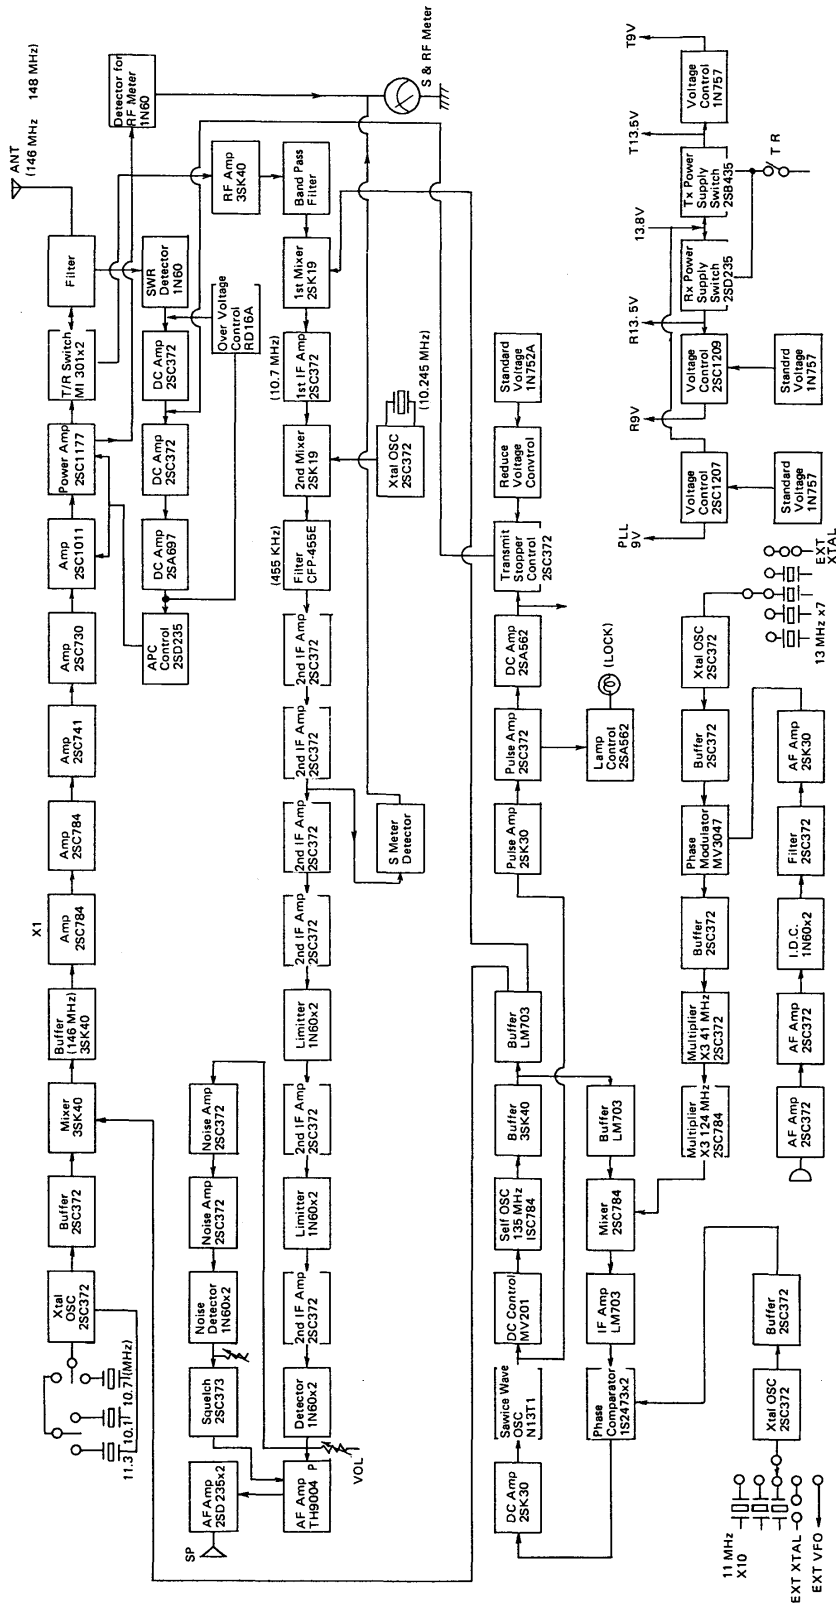 11.3
10.1
10.7 (MHz)
Xtal
OSC
2SC372
Buffer
2SC372
Mixer
3SK40
Buffer
(146 MHz)
3SK40
X1
Amp
2SC784
Amp
2SC784
Amp
2SC741
Amp
2SC730
Amp
2SC1011
Power Amp
2SC1177
T/R Switch
MI 301x2
Filter
ANT
(146 MHz 148 MHz)
Detector for
RF Meter
1N60
S & RF Meter
APC
Control
2SD235
DC Amp
2SA697
DC Amp
2SC372
DC Amp
2SC372
SWR
Detector
1N60
Over Voltage
Control
RD16A
SP
AF Amp
2SD235x2
Squelch
2SC373
Noise
Detector
1N60x2
Noise Amp
2SC372
Noise Amp
2SC372
VOL
AF Amp P
TH9004
Detector
1N60x2
2nd IF Amp
2SC372
Limitter
1N60x2
2nd IF Amp
2SC372
Limitter
1N60x2
2nd IF Amp
2SC372
2nd IF Amp
2SC372
2nd IF Amp
2SC372
2nd IF Amp
2SC372
(455 KHz)
Filter
CFP-455E
2nd Mixer
2SK19
(10.7 MHz)
1st IF Amp
2SC372
1st Mixer
2SK19
Band Pass
Filter
RF Amp
3SK40
S Meter
Detector
Xtal OSC
2SC372
(10.245 MHz)
DC Amp
2SK30
Sawice Wave
OSC
N13T1
DC Control
MV201
Self OSC
135 MHz
ISC784
Buffer
3SK40
Buffer
LM703
Pulse Amp
2SK30
Pulse Amp
2SC372
DC Amp
2SA562
Transmit
Stopper
Control
2SC372
Reduce
Voltage
Convtrol
Standard
Voltage
1N752A
Lamp
Control
2SA562
(LOCK)
Phase
Comparator
1S2473x2
IF Amp
LM703
Mixer
2SC784
Buffer
LM703
11 MHz
X10
EXT XTAL
EXT VFO
Xtal OSC
2SC372
Buffer
2SC372
Multiplier
X3 124 MHz
2SC784
Multiplier
X3 41 MHz
2SC372
Buffer
2SC372
Phase
Modulator
MV3047
Buffer
2SC372
Xtal OSC
2SC372
13 MHz x7
EXT
XTAL
AF Amp
2SC372
AF Amp
2SC372
I.D.C.
1N60x2
Filter
2SC372
AF Amp
2SK30
PLL
9V
R9V
R13.5V
13.8V
T13.5V
T9V
Voltage
Control
2SC1207
Voltage
Control
2SC1209
Rx Power
Supply
Switch
2SD235
Tx Power
Supply
Switch
2SB435
Voltage
Control
1N757
Standard
Voltage
1N757
Standrd
Voltage
1N757
T R